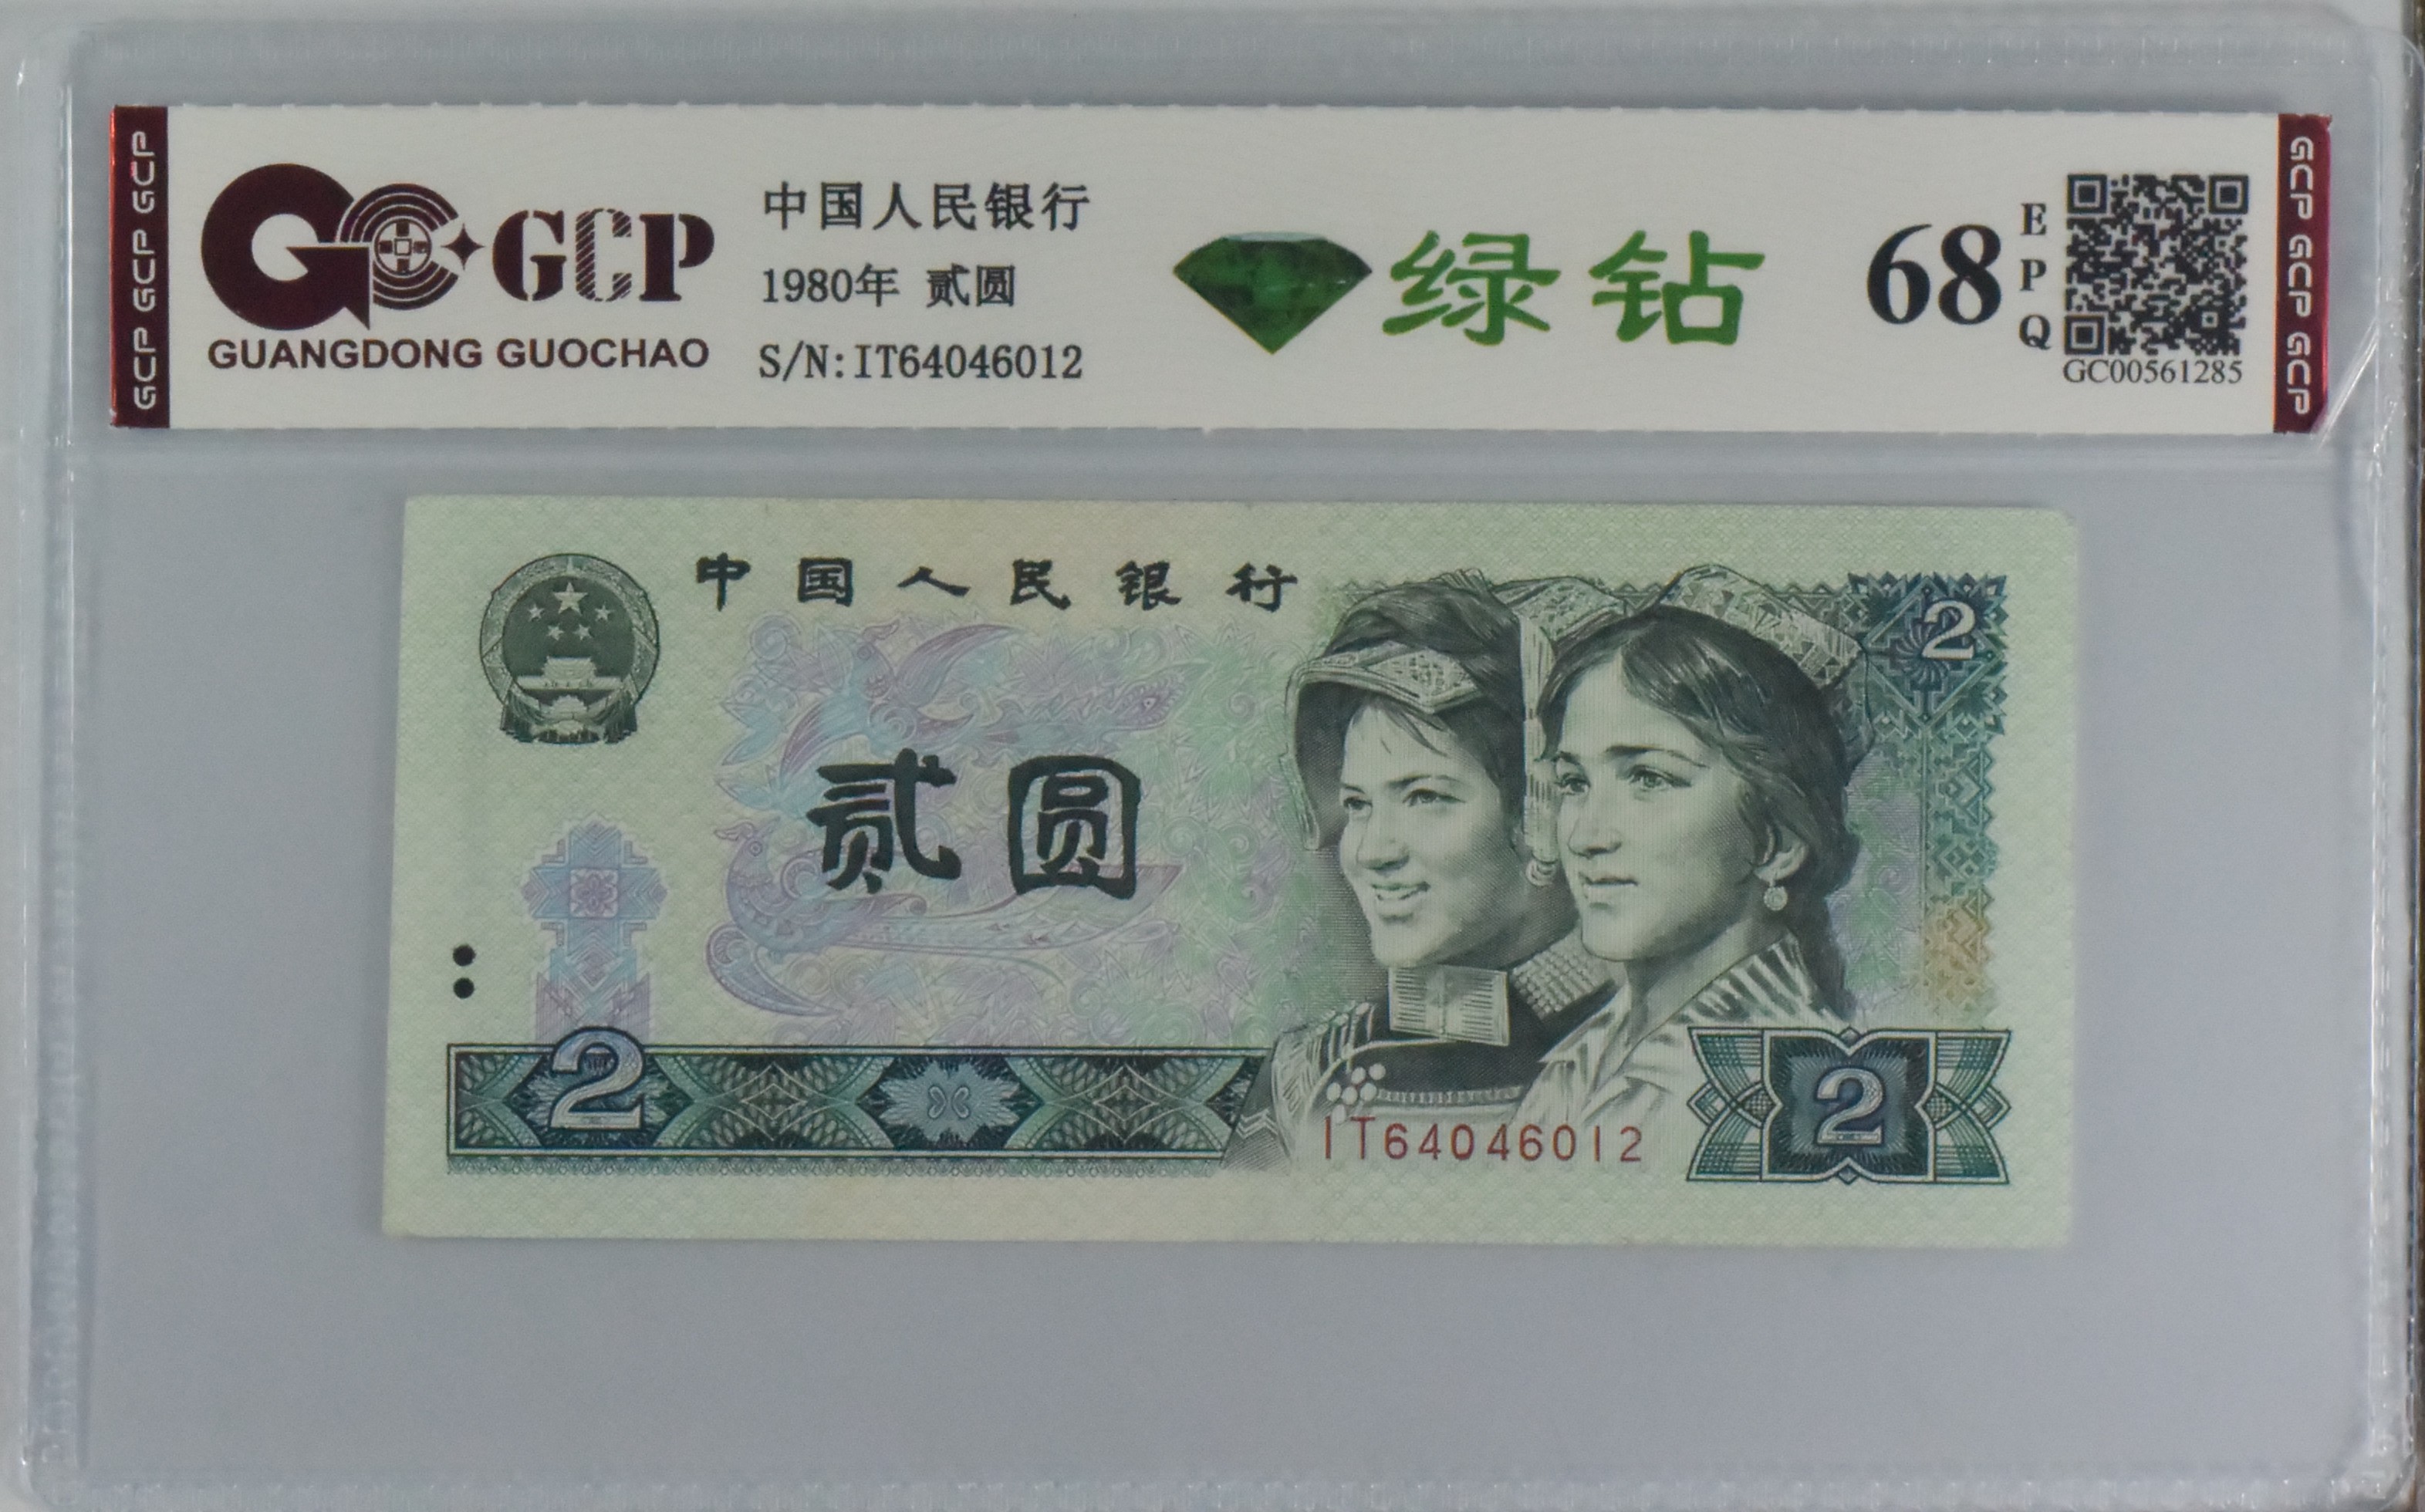 GCP GCP GCP
GCP
GUANGDONG GUOCHAO
中国人民银行
1980年 贰圆
S/N:IT64046012
绿钻
68
EPQ
GC00561285
GCP GCP GCP
中国人民银行
2
贰圆
2
IT64046012
2